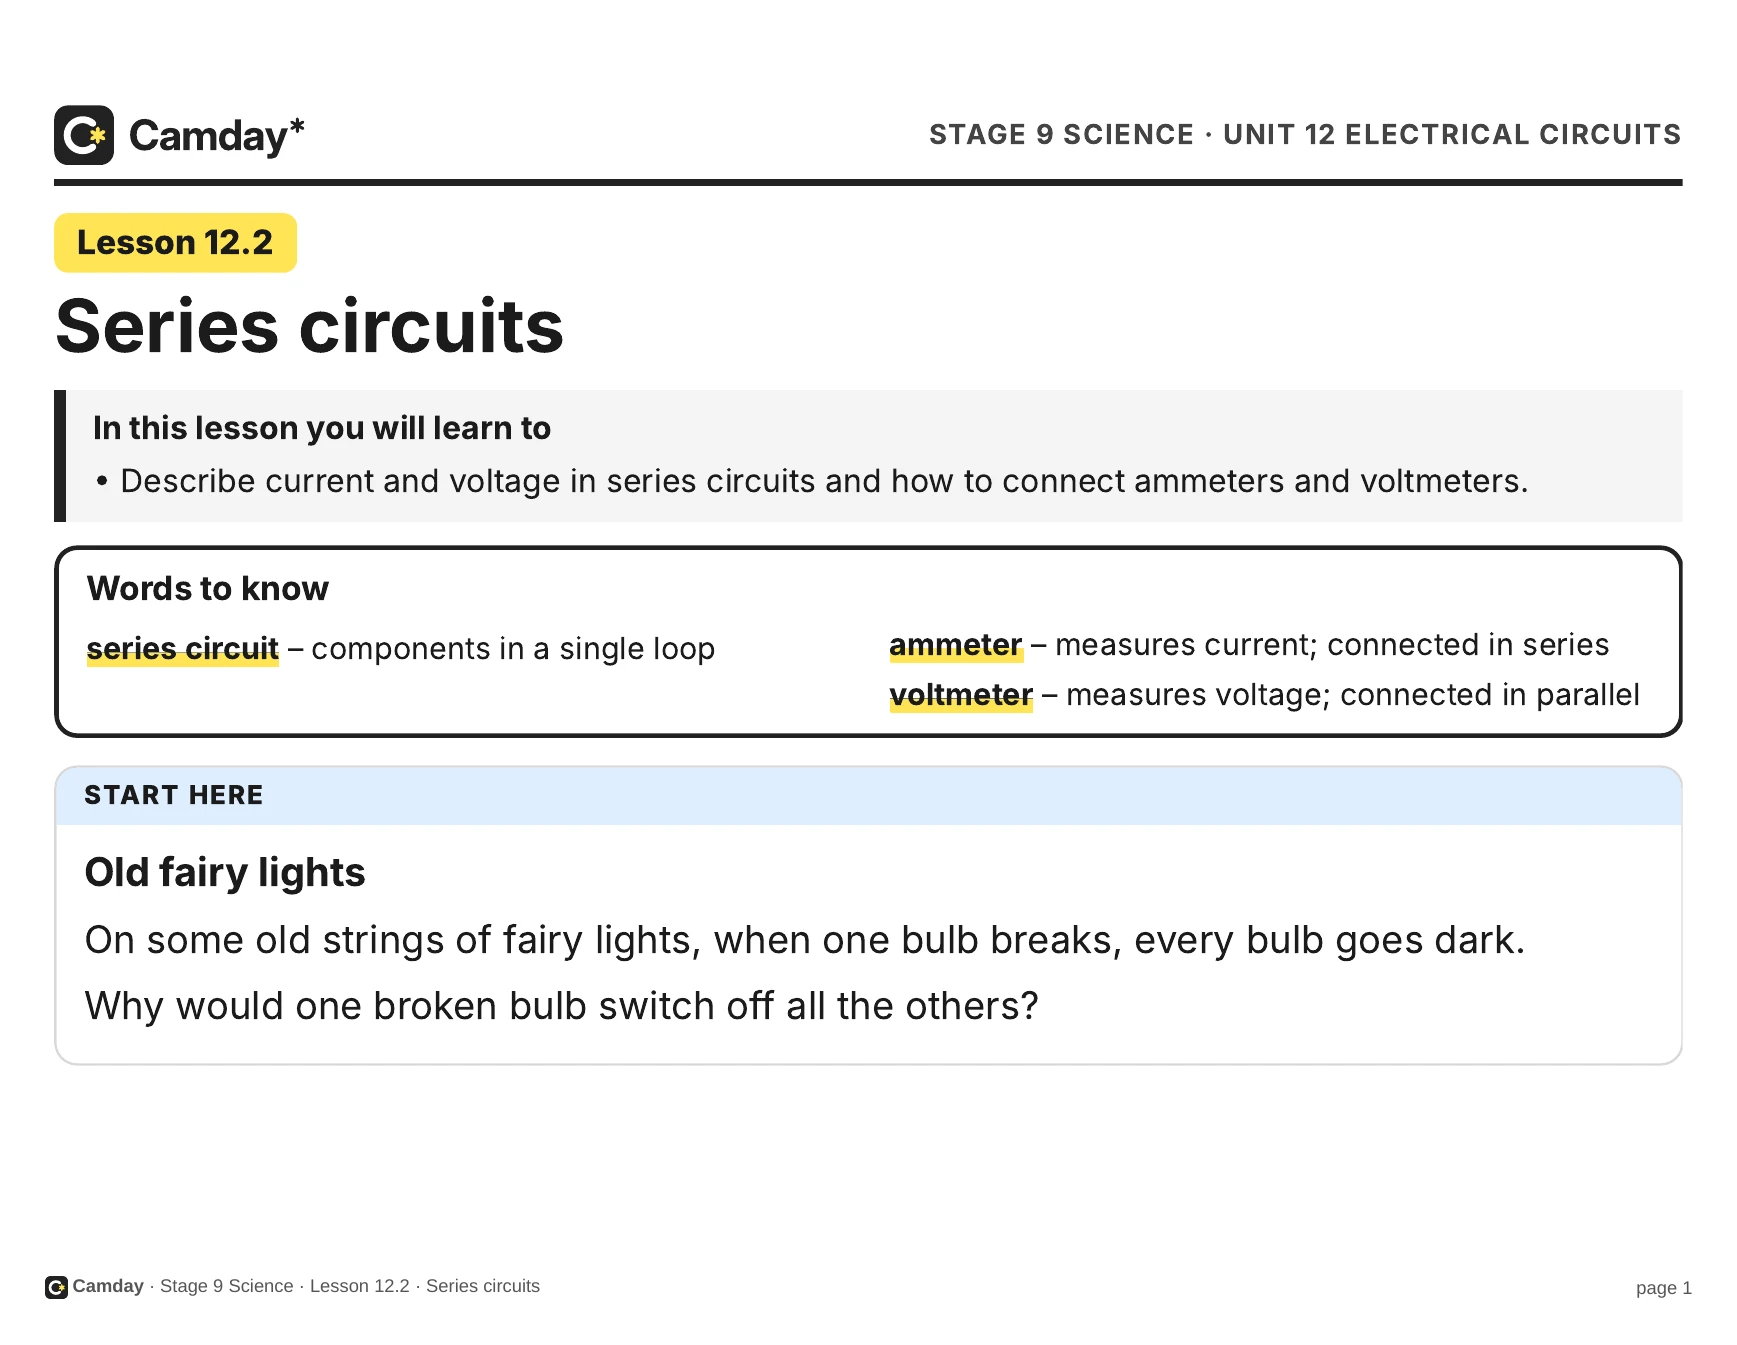 Camday*
STAGE 9 SCIENCE · UNIT 12 ELECTRICAL CIRCUITS
Lesson 12.2
Series circuits
In this lesson you will learn to
• Describe current and voltage in series circuits and how to connect ammeters and voltmeters.
Words to know
series circuit – components in a single loop
ammeter – measures current; connected in series
voltmeter – measures voltage; connected in parallel
START HERE
Old fairy lights
On some old strings of fairy lights, when one bulb breaks, every bulb goes dark.
Why would one broken bulb switch off all the others?
Camday · Stage 9 Science · Lesson 12.2 · Series circuits
page 1